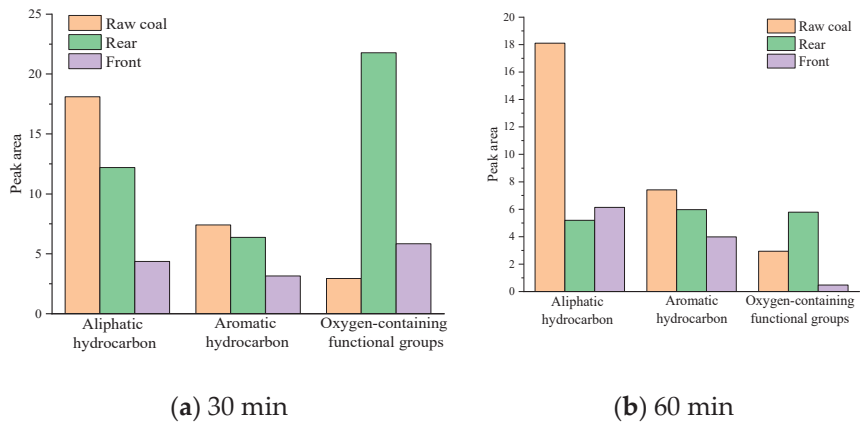 25
20
15
10
5
0
Peak area
Raw coal
Rear
Front
Aliphatic
hydrocarbon
Aromatic
hydrocarbon
Oxygen-containing
functional groups
(a) 30 min
20
18
16
14
12
10
8
6
4
2
0
Peak area
Raw coal
Rear
Front
Aliphatic
hydrocarbon
Aromatic
hydrocarbon
Oxygen-containing
functional groups
(b) 60 min